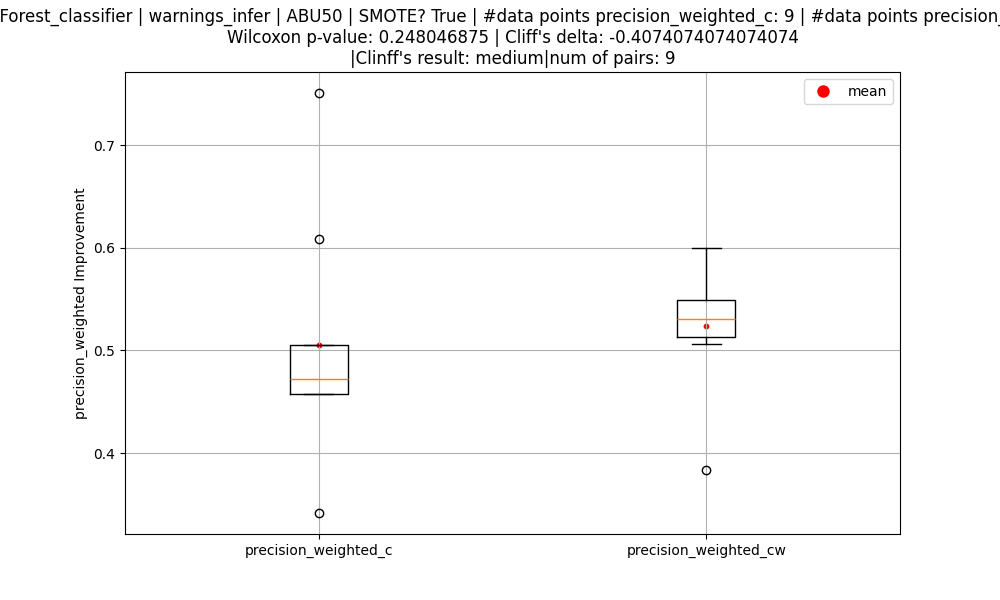 Forest_classifier | warnings_infer | ABU50 | SMOTE? True | #data points precision_weighted_c: 9 | #data points precision_
Wilcoxon p-value: 0.248046875 | Cliff's delta: -0.4074074074074074
|Clinff's result: medium|num of pairs: 9
mean
0.7
0.6
0.5
0.4
precision_weighted Improvement
precision_weighted_c
precision_weighted_cw